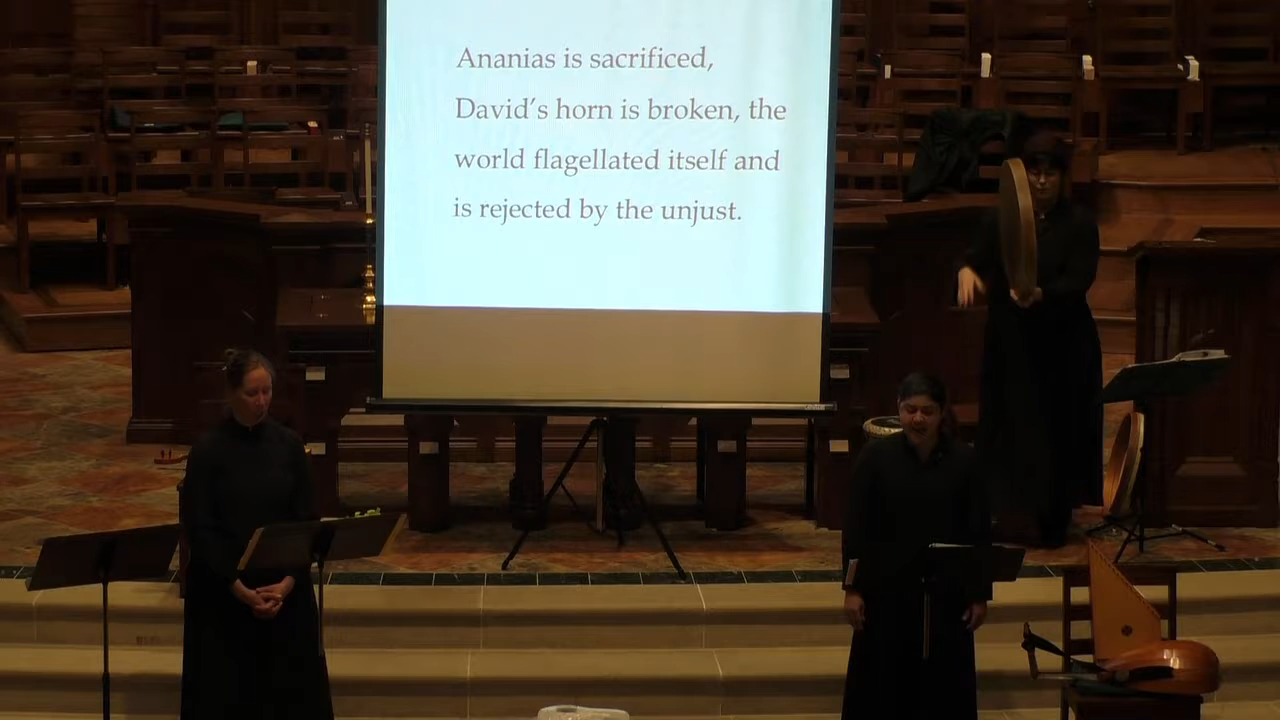 Ananias is sacrificed,
David's horn is broken, the
world flagellated itself and
is rejected by the unjust.